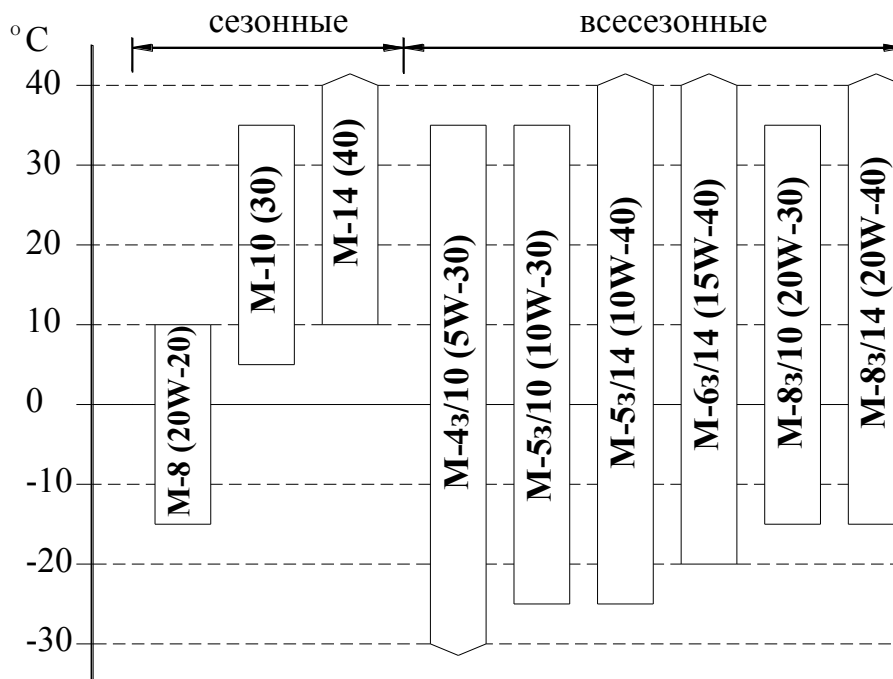 сезонные
всесезонные
°C
40
30
20
10
0
-10
-20
-30
М-8 (20W-20)
М-10 (30)
М-14 (40)
М-4з/10 (5W-30)
М-5з/10 (10W-30)
М-5з/14 (10W-40)
М-6з/14 (15W-40)
М-8з/10 (20W-30)
М-8з/14 (20W-40)